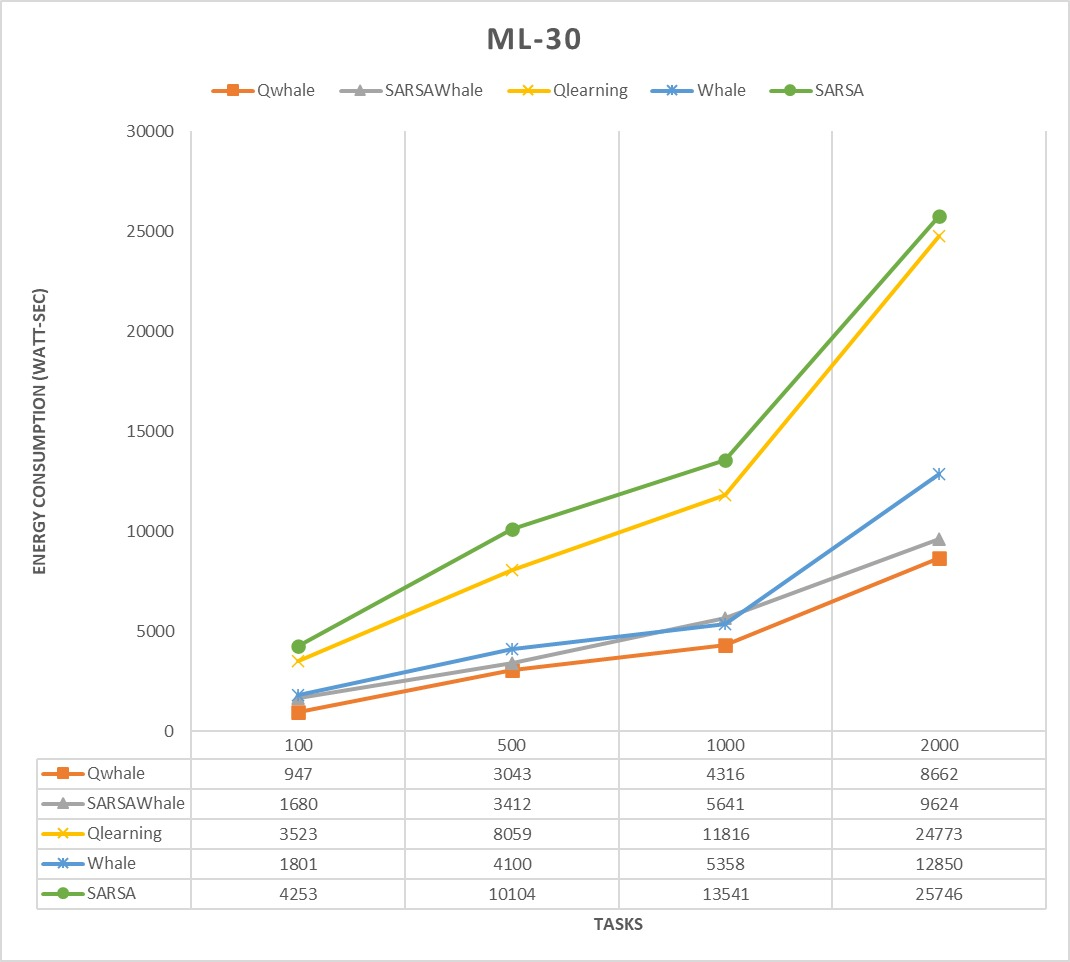 ML-30
Qwhale SARSAWhale Qlearning Whale SARSA
30000
25000
20000
15000
10000
5000
0
ENERGY CONSUMPTION (WATT-SEC)
100 500 1000 2000
Qwhale 947 3043 4316 8662
SARSAWhale 1680 3412 5641 9624
Qlearning 3523 8059 11816 24773
Whale 1801 4100 5358 12850
SARSA 4253 10104 13541 25746
TASKS